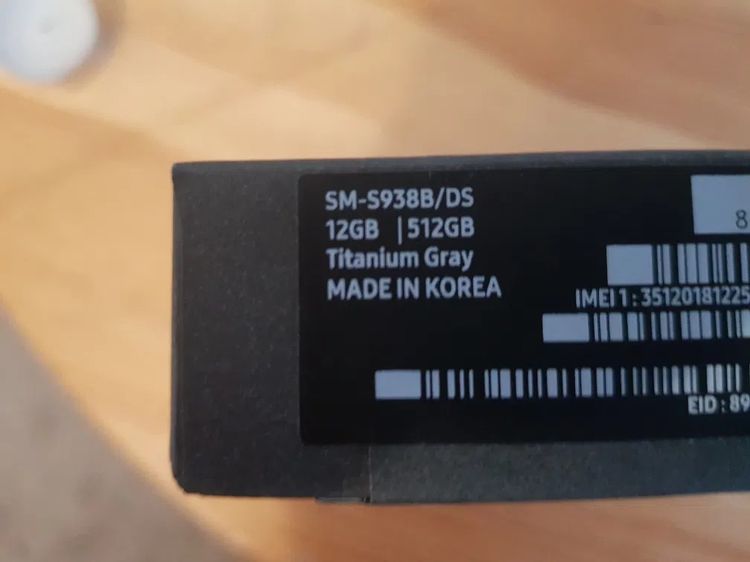 SM-S938B/DS
12GB | 512GB
Titanium Gray
MADE IN KOREA
8
IMEI 1 : 35120181225
EID : 89